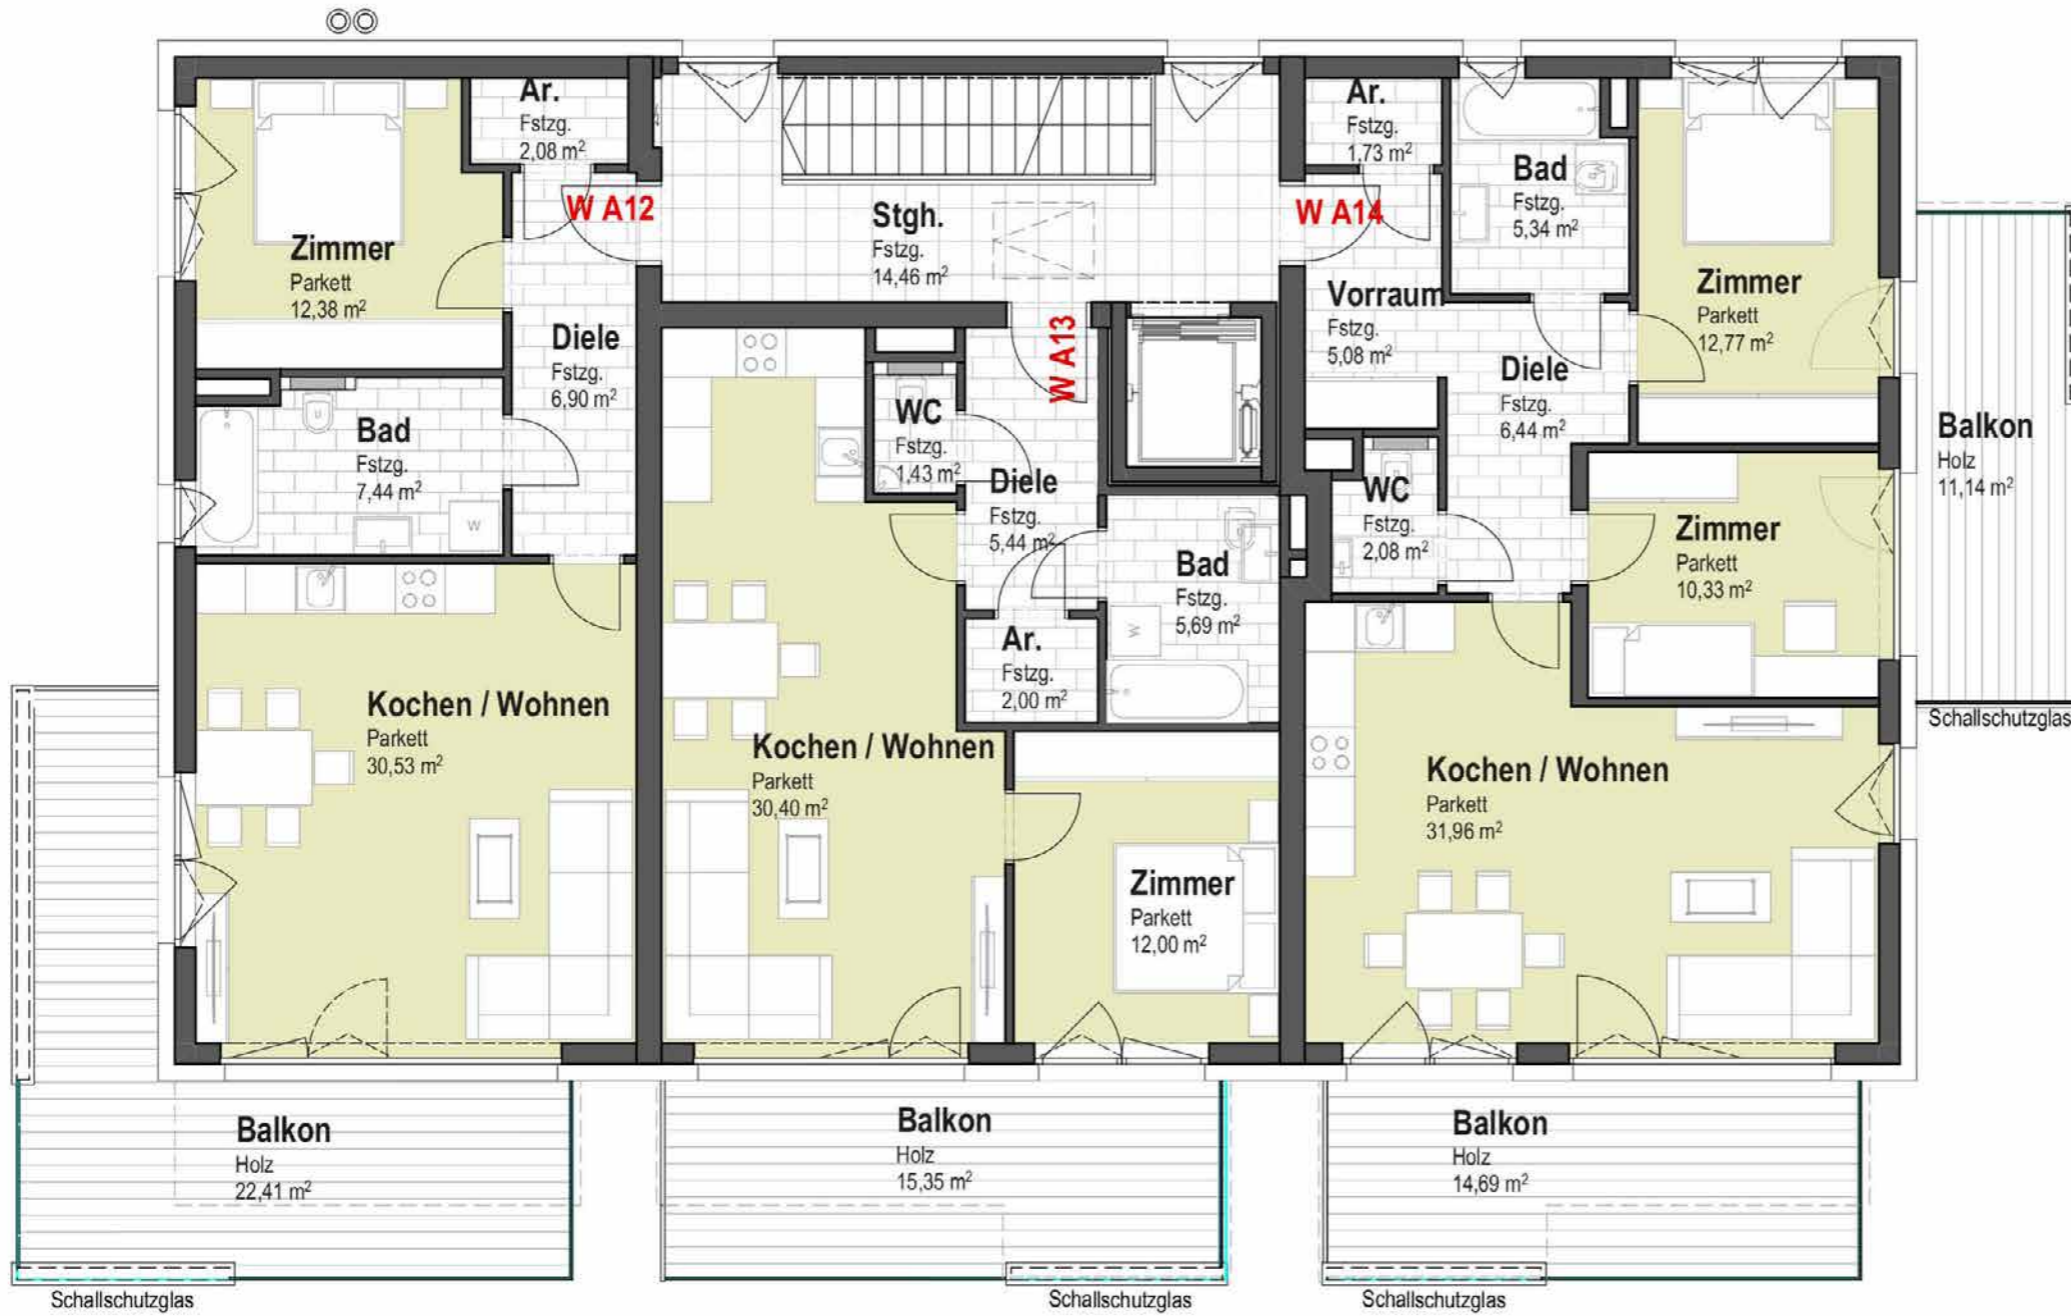 Ar.
Fstzg.
2,08 m²
W A12
Zimmer
Parkett
12,38 m²
Diele
Fstzg.
6,90 m²
Bad
Fstzg.
7,44 m²
W
Kochen / Wohnen
Parkett
30,53 m²
Balkon
Holz
22,41 m²
Schallschutzglas
Stgh.
Fstzg.
14,46 m²
W A13
WC
Fstzg.
1,43 m²
Diele
Fstzg.
5,44 m²
Bad
Fstzg.
5,69 m²
W
Ar.
Fstzg.
2,00 m²
Kochen / Wohnen
Parkett
30,40 m²
Zimmer
Parkett
12,00 m²
Balkon
Holz
15,35 m²
Schallschutzglas
Ar.
Fstzg.
1,73 m²
W A14
Bad
Fstzg.
5,34 m²
Vorraum
Fstzg.
5,08 m²
Zimmer
Parkett
12,77 m²
Diele
Fstzg.
6,44 m²
Balkon
Holz
11,14 m²
WC
Fstzg.
2,08 m²
Zimmer
Parkett
10,33 m²
Schallschutzglas
Kochen / Wohnen
Parkett
31,96 m²
Balkon
Holz
14,69 m²
Schallschutzglas